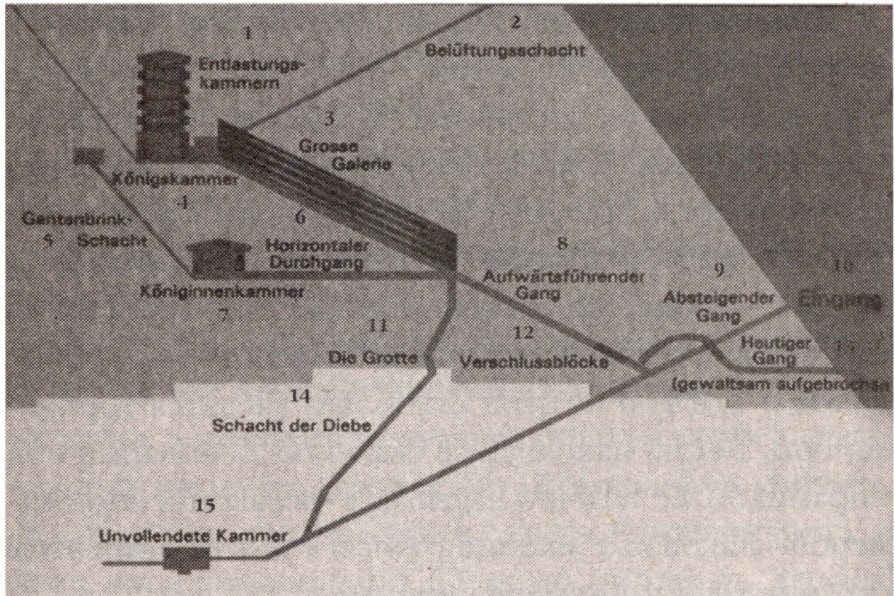 1
Entlastungs-
kammern
2
Belüftungsschacht
3
Grosse
Galerie
Königskammer
4
Gantenbrink-
5 Schacht
6
Horizontaler
Durchgang
Königinnenkammer
7
8
Aufwärtsführender
Gang
9
Absteigender
Gang
10
Eingang
11
Die Grotte
12
Verschlussblöcke
Heutiger
Gang 13
(gewaltsam aufgebrochen
14
Schacht der Diebe
15
Unvollendete Kammer